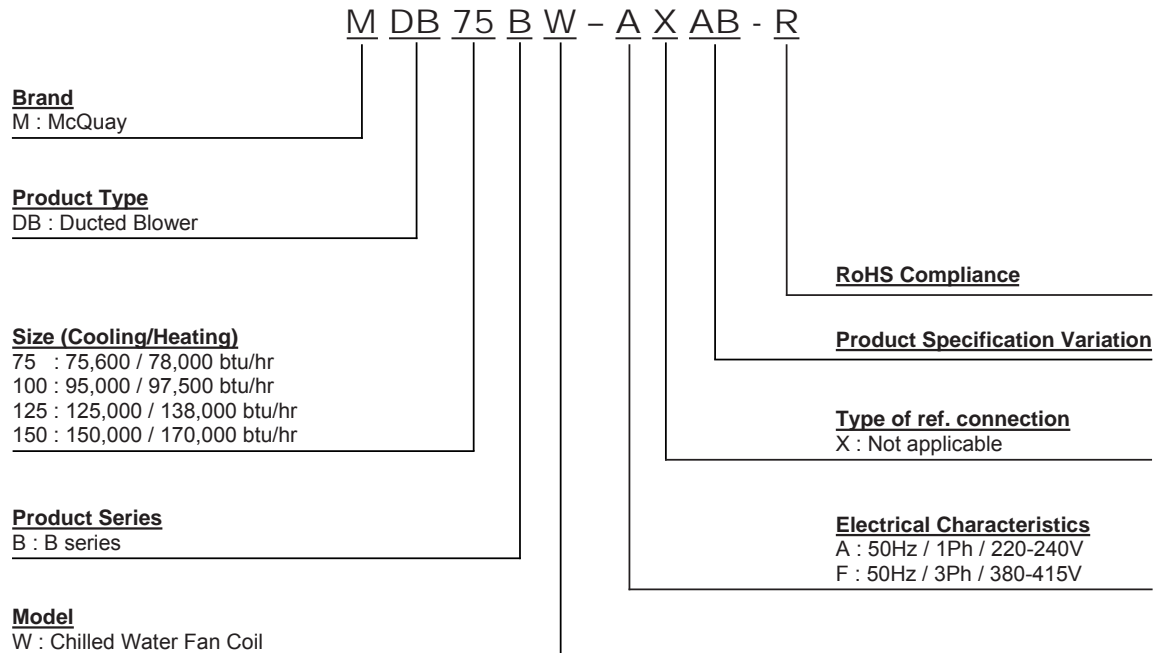 M DB 75 B W – A X AB - R
Brand
M : McQuay
Product Type
DB : Ducted Blower
Size (Cooling/Heating)
75 : 75,600 / 78,000 btu/hr
100 : 95,000 / 97,500 btu/hr
125 : 125,000 / 138,000 btu/hr
150 : 150,000 / 170,000 btu/hr
Product Series
B : B series
Model
W : Chilled Water Fan Coil
RoHS Compliance
Product Specification Variation
Type of ref. connection
X : Not applicable
Electrical Characteristics
A : 50Hz / 1Ph / 220-240V
F : 50Hz / 3Ph / 380-415V